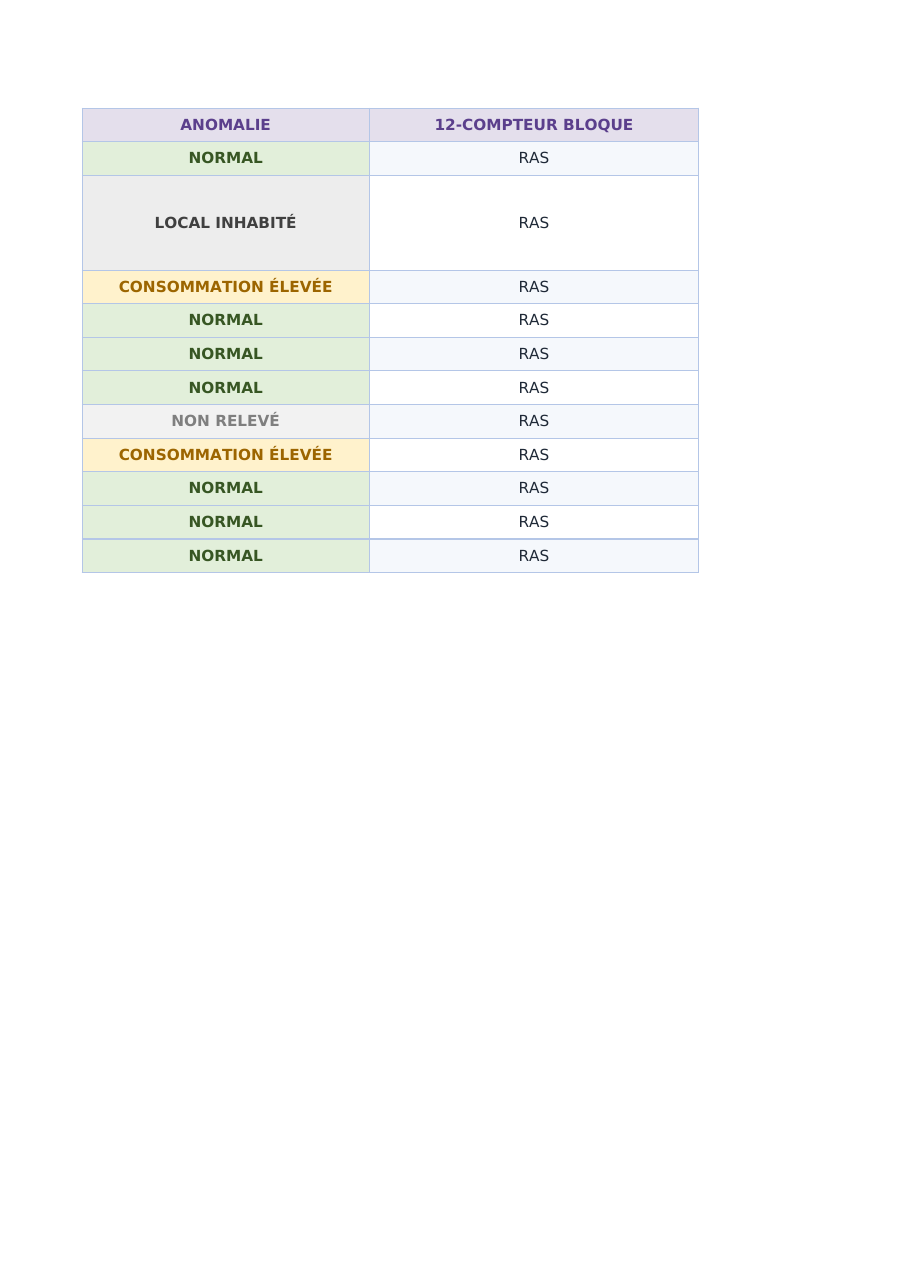 ANOMALIE 12-COMPTEUR BLOQUE
NORMAL RAS
LOCAL INHABITÉ RAS
CONSOMMATION ÉLEVÉE RAS
NORMAL RAS
NORMAL RAS
NORMAL RAS
NON RELEVÉ RAS
CONSOMMATION ÉLEVÉE RAS
NORMAL RAS
NORMAL RAS
NORMAL RAS